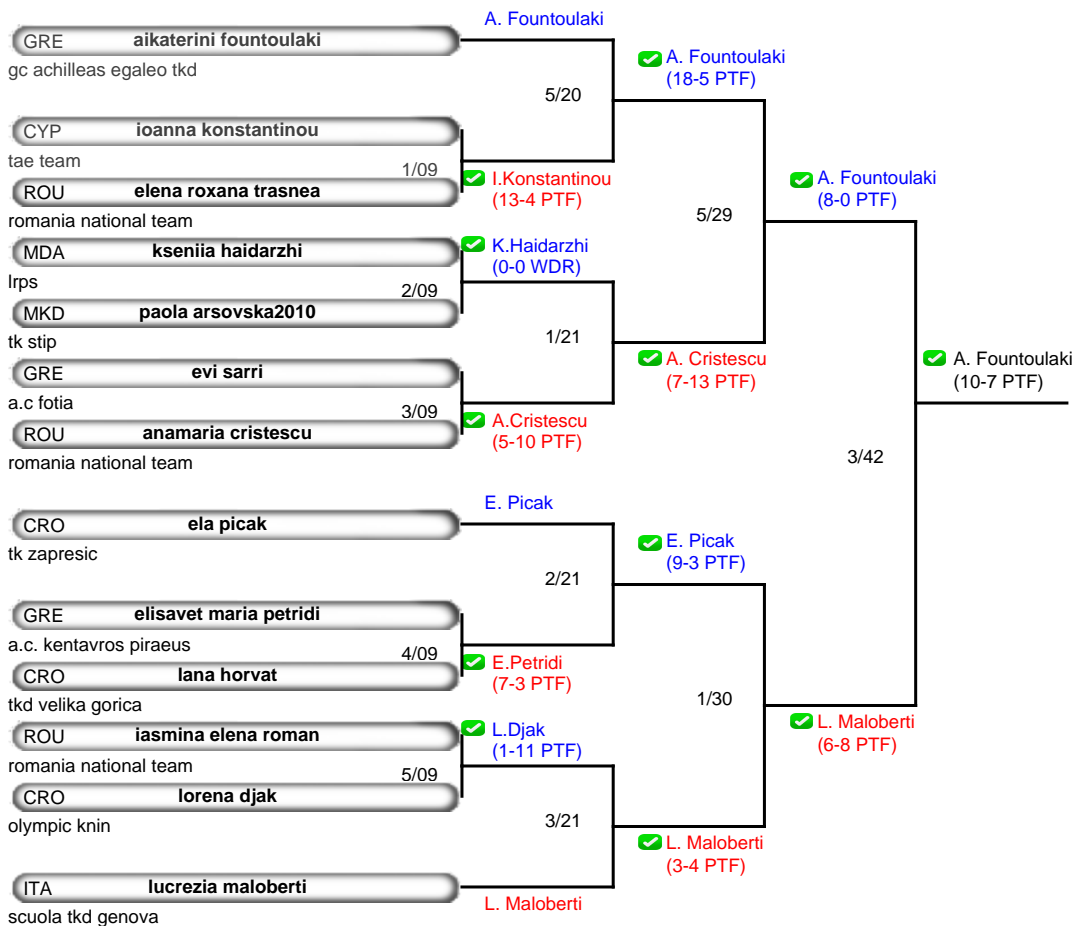 A. Fountoulaki
GRE aikaterini fountoulaki
gc achilleas egaleo tkd
A. Fountoulaki
(18-5 PTF)
5/20
CYP ioanna konstantinou
tae team
1/09
I.Konstantinou
(13-4 PTF)
ROU elena roxana trasnea
romania national team
A. Fountoulaki
(8-0 PTF)
5/29
MDA kseniia haidarzhi
K.Haidarzhi
(0-0 WDR)
lrps
2/09
MKD paola arsovska2010
tk stip
1/21
A. Cristescu
(7-13 PTF)
GRE evi sarri
a.c fotia
3/09
A.Cristescu
(5-10 PTF)
ROU anamaria cristescu
romania national team
A. Fountoulaki
(10-7 PTF)
3/42
E. Picak
CRO ela picak
tk zapresic
E. Picak
(9-3 PTF)
2/21
GRE elisavet maria petridi
a.c. kentavros piraeus
4/09
E.Petridi
(7-3 PTF)
CRO lana horvat
tkd velika gorica
1/30
L. Maloberti
(6-8 PTF)
ROU iasmina elena roman
L.Djak
(1-11 PTF)
romania national team
5/09
CRO lorena djak
olympic knin
3/21
L. Maloberti
(3-4 PTF)
ITA lucrezia maloberti
L. Maloberti
scuola tkd genova